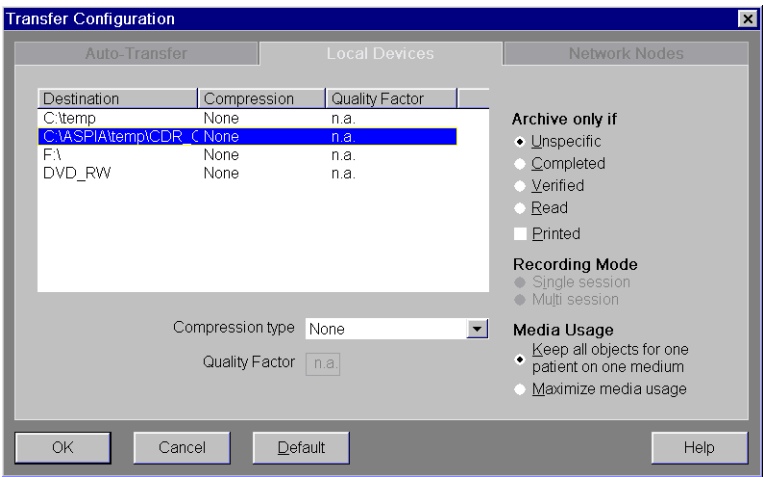 Transfer Configuration
Auto-Transfer Local Devices Network Nodes
Destination Compression Quality Factor
C:\temp None n.a.
C:\ASPIA\temp\CDR_C None n.a.
F:\ None n.a.
DVD_RW None n.a.
Archive only if
Unspecific
Completed
Verified
Read
Printed
Recording Mode
Single session
Multi session
Compression type None
Quality Factor n.a.
Media Usage
Keep all objects for one
patient on one medium
Maximize media usage
OK Cancel Default Help